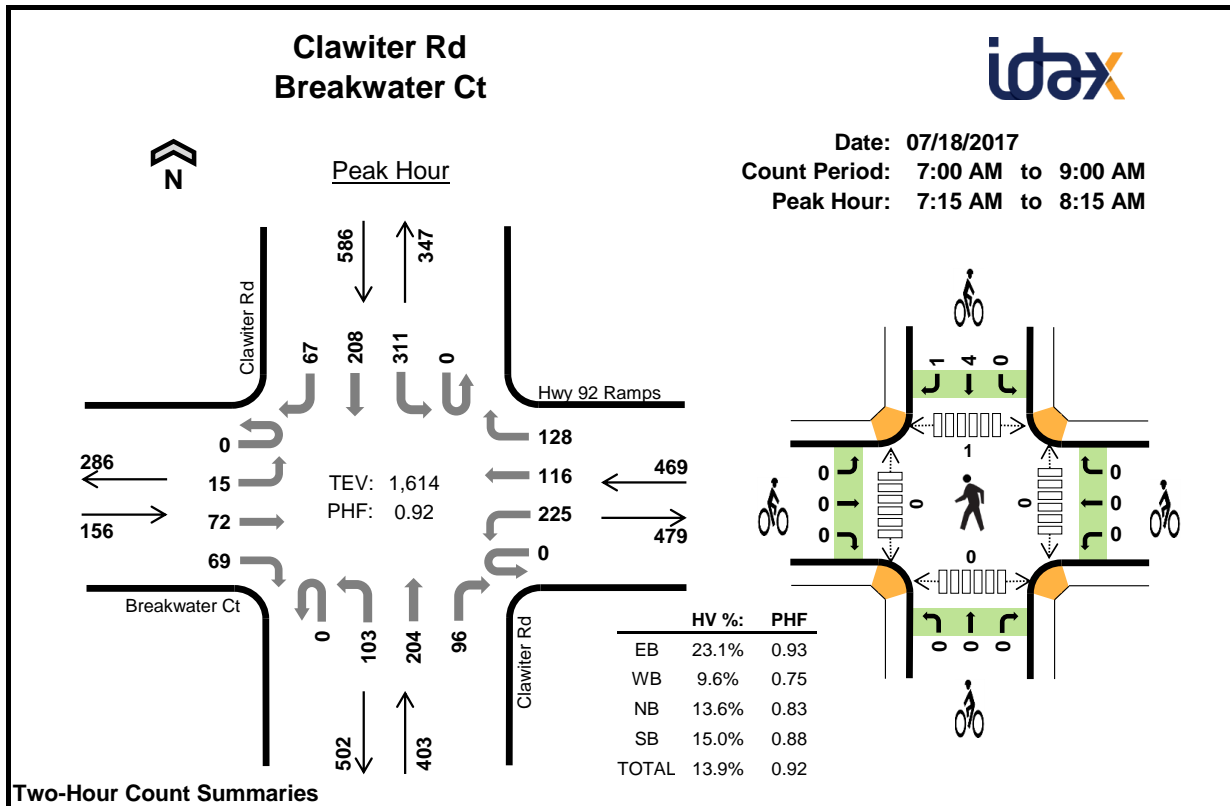 Clawiter Rd
Breakwater Ct
idax
Date: 07/18/2017
Count Period: 7:00 AM to 9:00 AM
Peak Hour: 7:15 AM to 8:15 AM
N
Peak Hour
586
347
Clawiter Rd
67
208
311
0
Hwy 92 Ramps
0
15
72
69
286
156
TEV: 1,614
PHF: 0.92
128
116
225
0
469
479
Breakwater Ct
0
103
204
96
Clawiter Rd
502
403
HV %: PHF
EB 23.1% 0.93
WB 9.6% 0.75
NB 13.6% 0.83
SB 15.0% 0.88
TOTAL 13.9% 0.92
1
4
0
1
0
0
0
0
0
0
0
0
0
0
0
0
0
Two-Hour Count Summaries